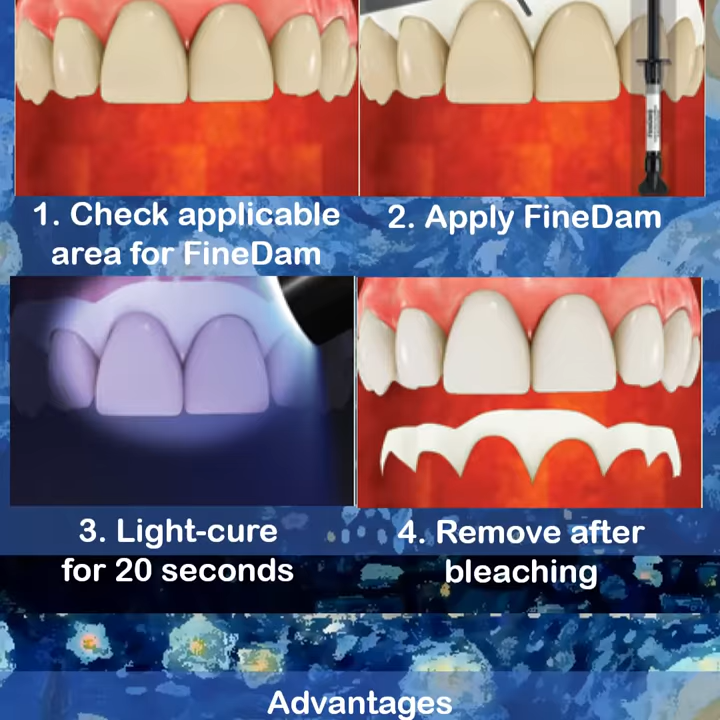 1. Check applicable
area for FineDam
2. Apply FineDam
3. Light-cure
for 20 seconds
4. Remove after
bleaching
Advantages